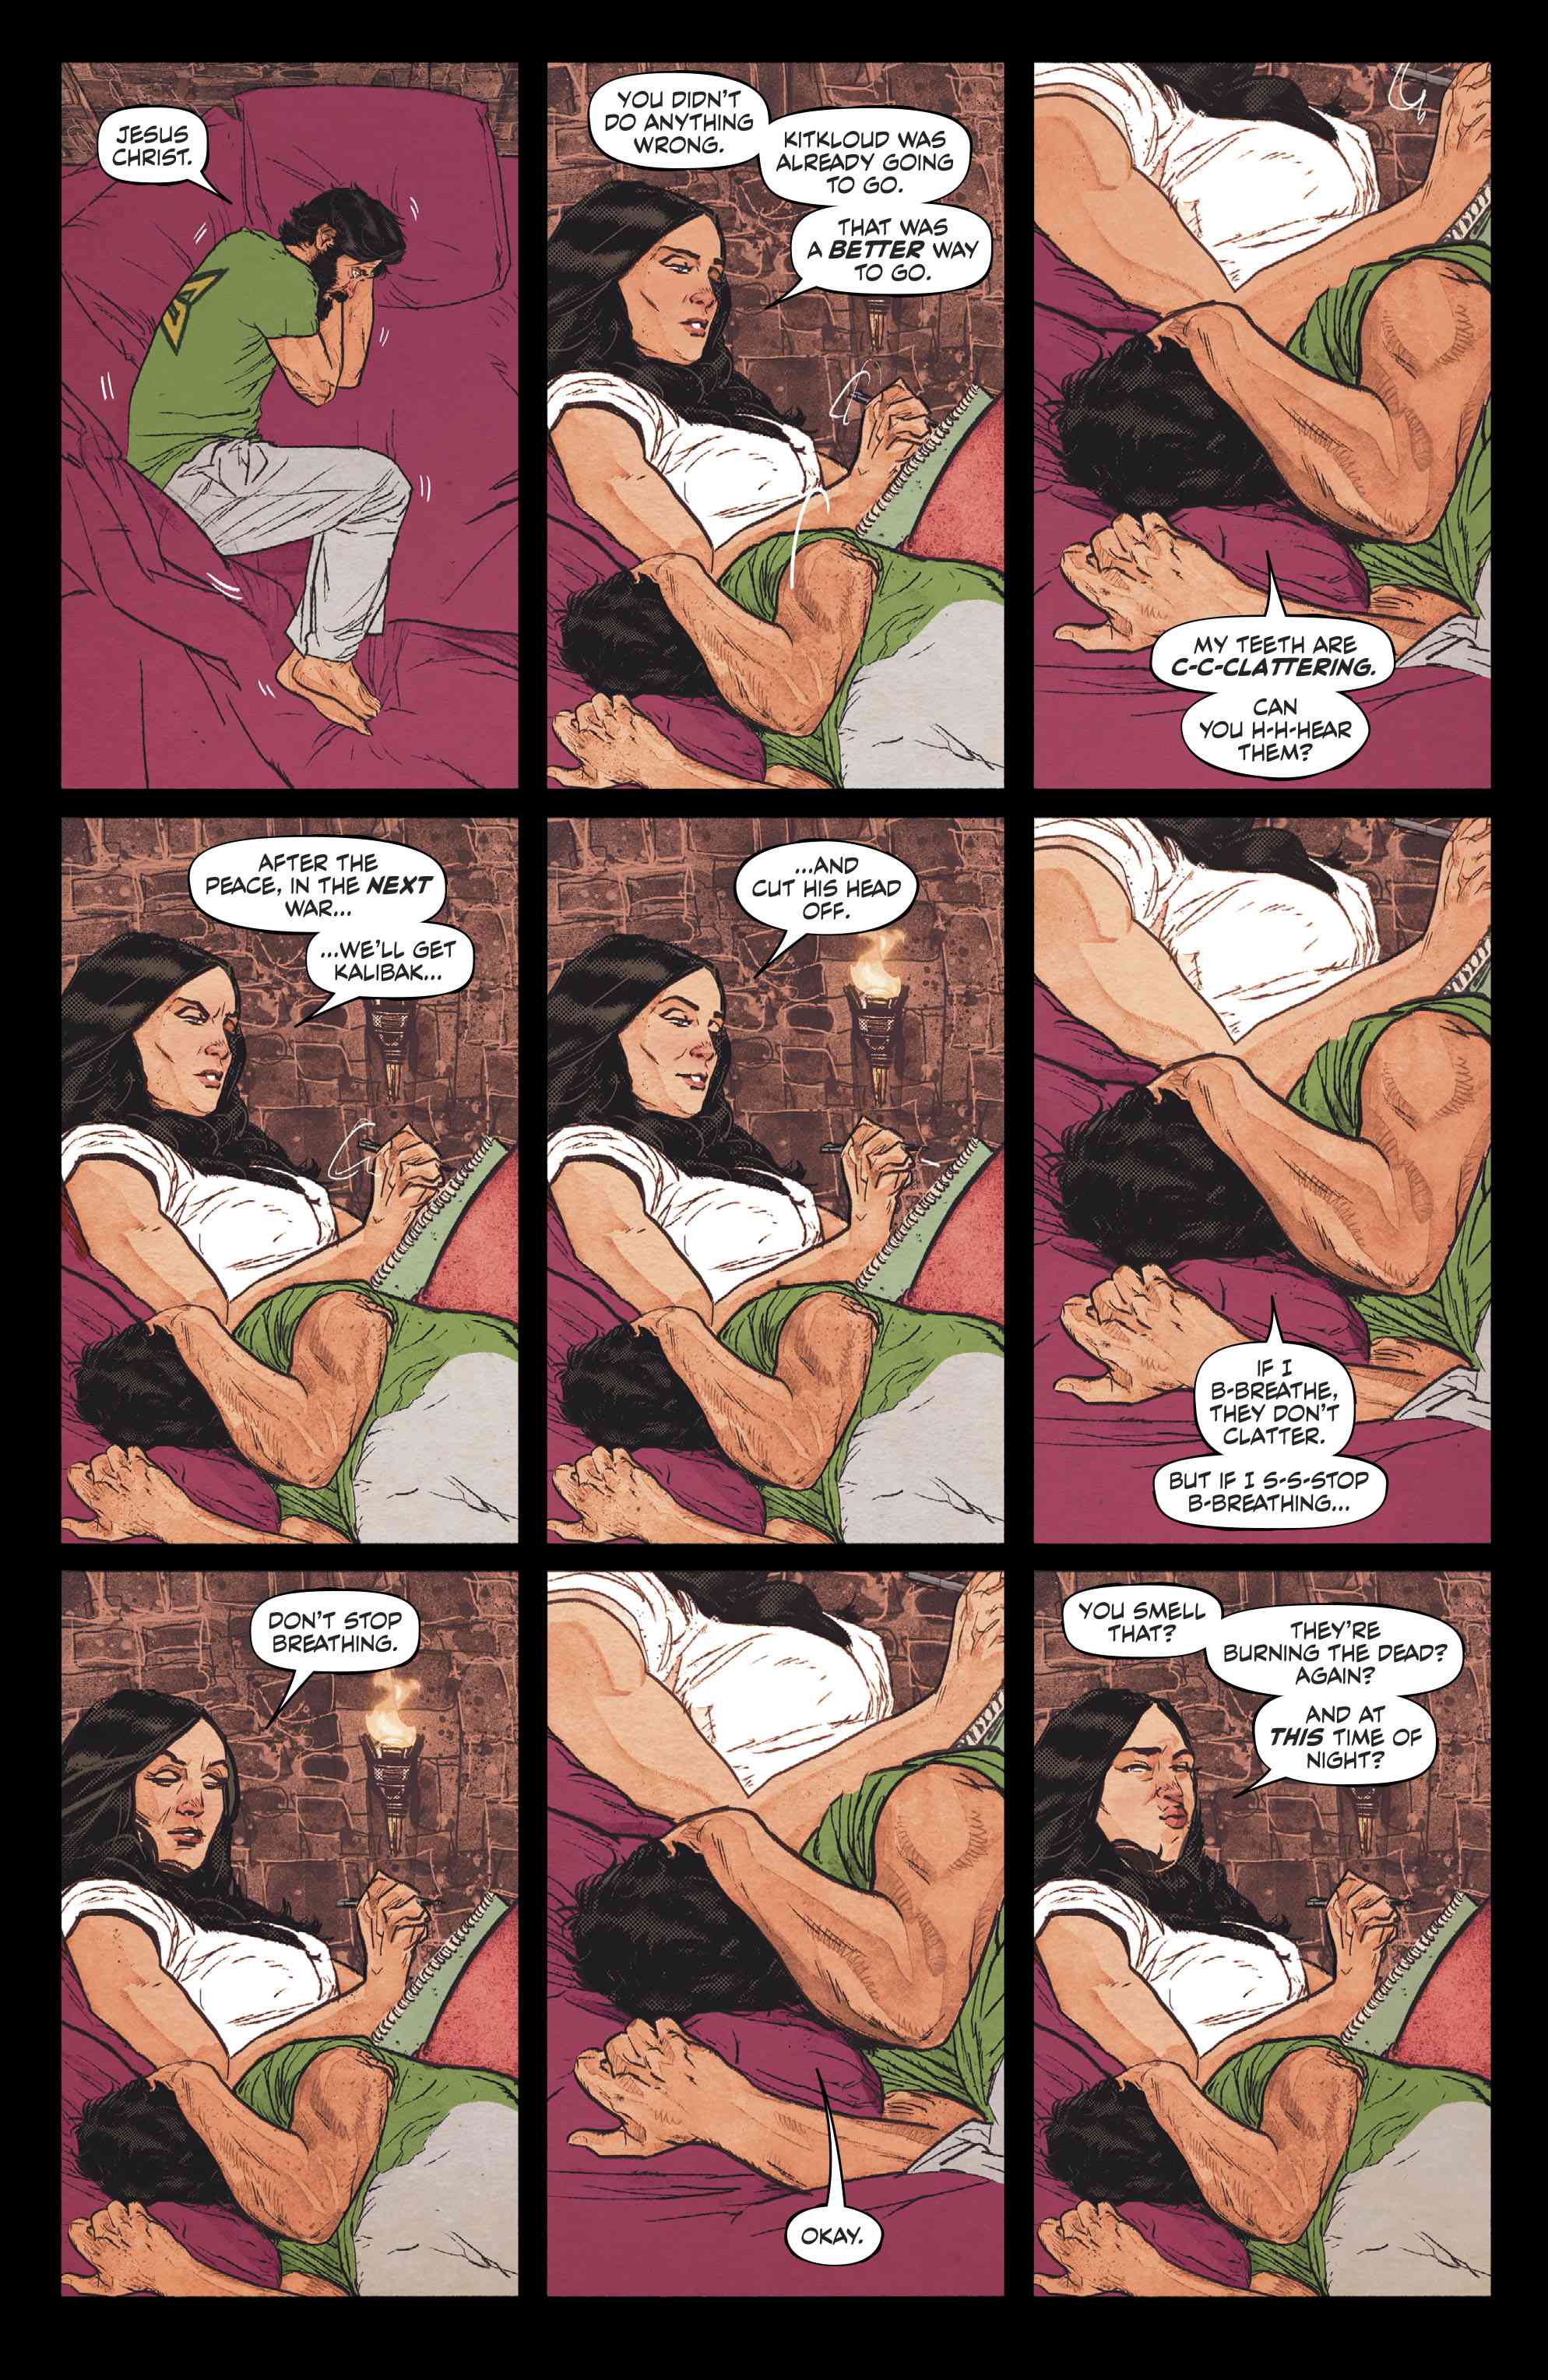 JESUS
CHRIST.
YOU DIDN'T
DO ANYTHING
WRONG.
KITKLOUD WAS
ALREADY GOING
TO GO.
THAT WAS
A BETTER WAY
TO GO.
MY TEETH ARE
C-C-CLATTERING.
CAN
YOU H-H-HEAR
THEM?
AFTER THE
PEACE, IN THE NEXT
WAR...
...WE'LL GET
KALIBAK...
...AND
CUT HIS HEAD
OFF.
IF I
B-BREATHE,
THEY DON'T
CLATTER.
BUT IF I S-S-STOP
B-BREATHING...
DON'T STOP
BREATHING.
OKAY.
YOU SMELL
THAT?
THEY'RE
BURNING THE DEAD?
AGAIN?
AND AT
THIS TIME OF
NIGHT?